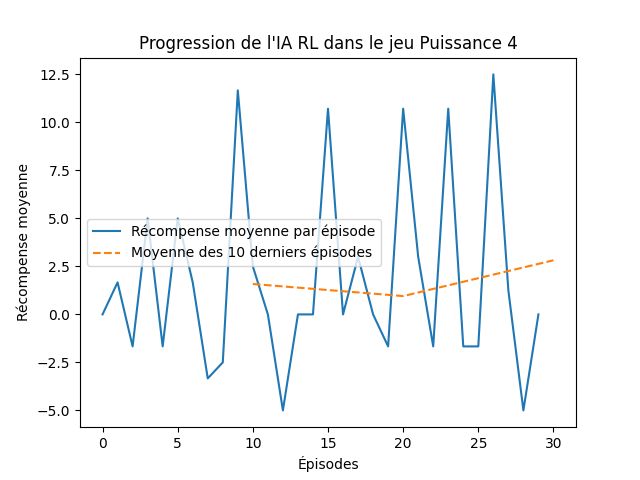 Progression de l'IA RL dans le jeu Puissance 4
12.5
10.0
7.5
5.0
2.5
0.0
−2.5
−5.0
Récompense moyenne
Récompense moyenne par épisode
Moyenne des 10 derniers épisodes
0 5 10 15 20 25 30
Épisodes